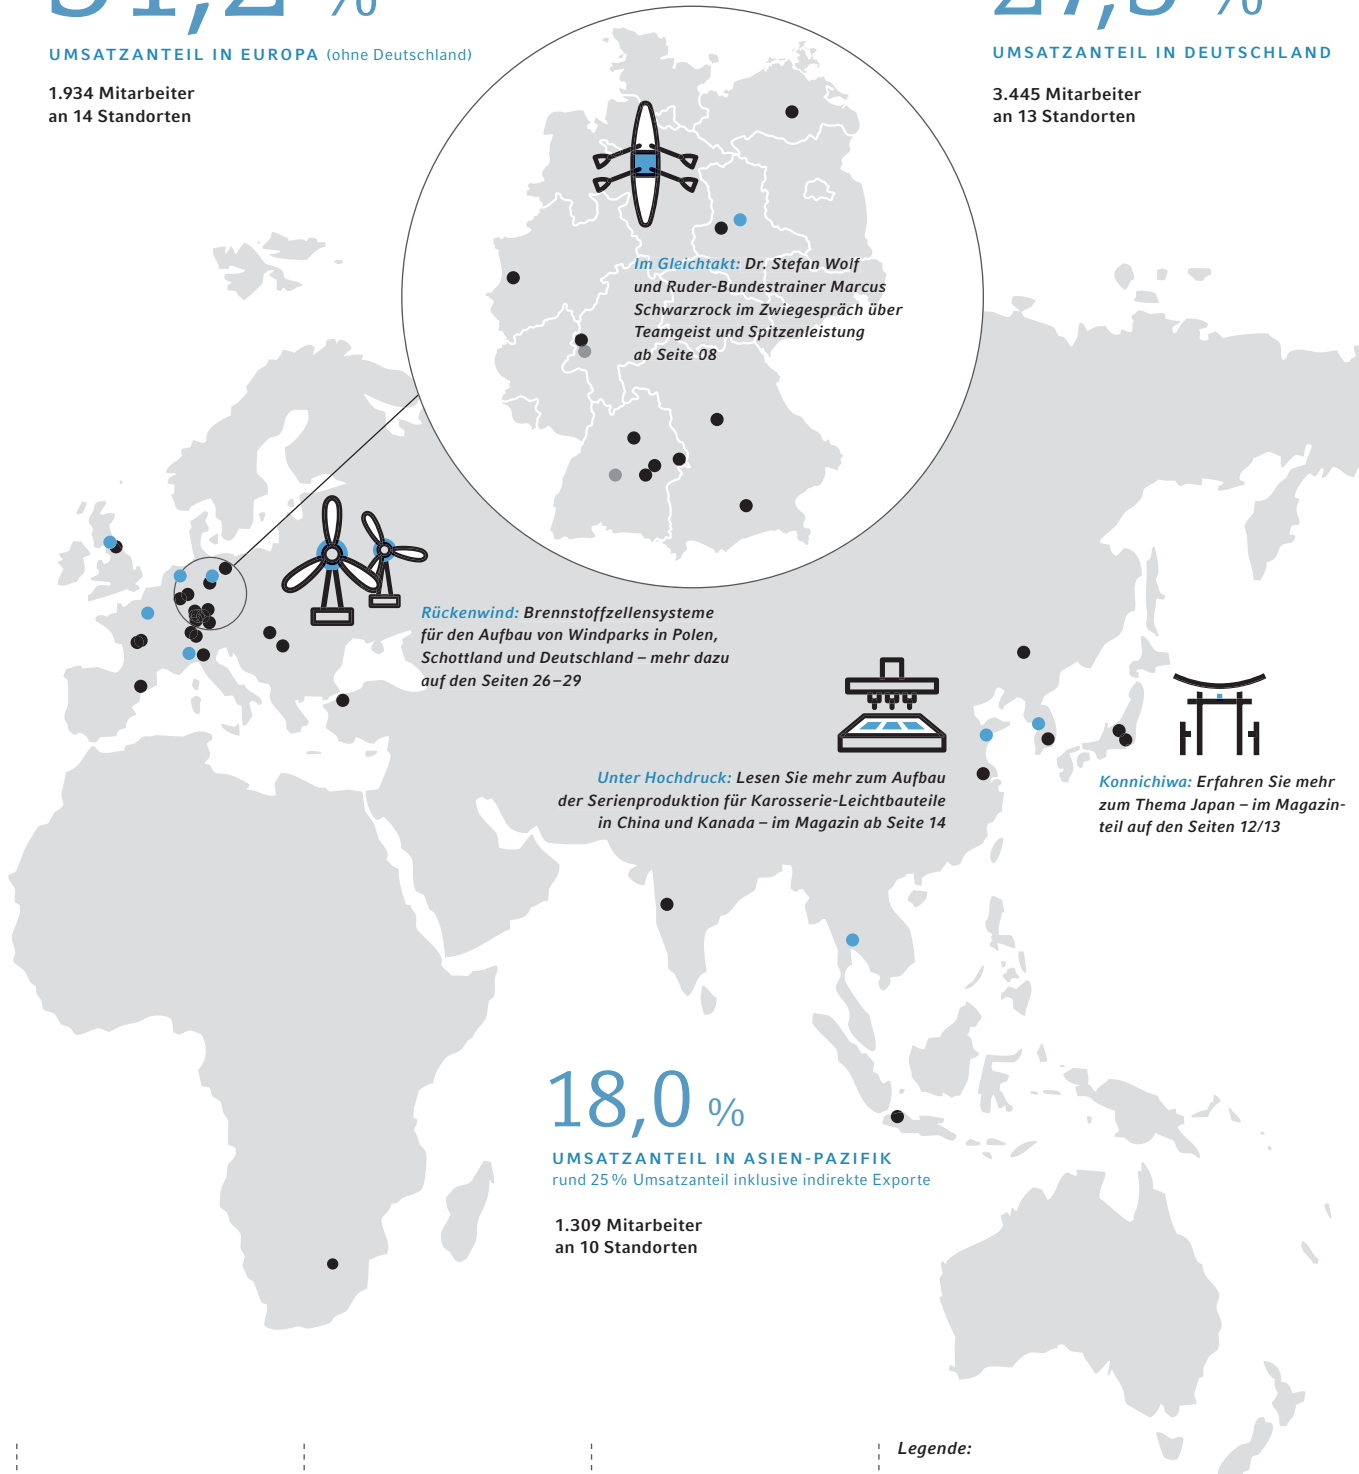 %
UMSATZANTEIL IN EUROPA (ohne Deutschland)
1.934 Mitarbeiter
an 14 Standorten
%
UMSATZANTEIL IN DEUTSCHLAND
3.445 Mitarbeiter
an 13 Standorten
Im Gleichtakt: Dr. Stefan Wolf
und Ruder-Bundestrainer Marcus
Schwarzrock im Zwiegespräch über
Teamgeist und Spitzenleistung
ab Seite 08
Rückenwind: Brennstoffzellensysteme
für den Aufbau von Windparks in Polen,
Schottland und Deutschland – mehr dazu
auf den Seiten 26–29
Unter Hochdruck: Lesen Sie mehr zum Aufbau
der Serienproduktion für Karosserie-Leichtbauteile
in China und Kanada – im Magazin ab Seite 14
Konnichiwa: Erfahren Sie mehr
zum Thema Japan – im Magazin-
teil auf den Seiten 12/13
18,0 %
UMSATZANTEIL IN ASIEN-PAZIFIK
rund 25 % Umsatzanteil inklusive indirekte Exporte
1.309 Mitarbeiter
an 10 Standorten
Legende: